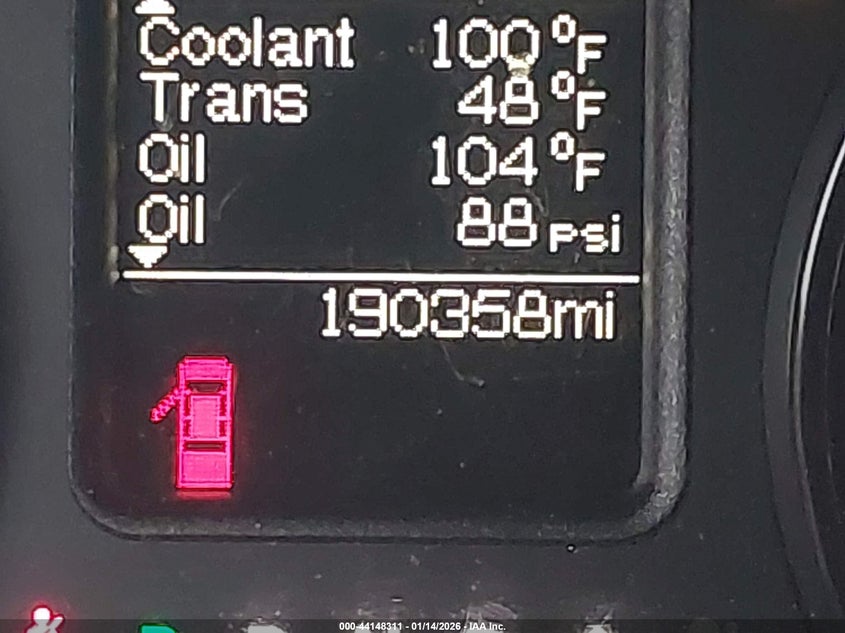 Coolant 100°F
Trans 48°F
Oil 104°F
Oil 88 psi
190358mi
000-44148311 - 01/14/2026 - IAA Inc.